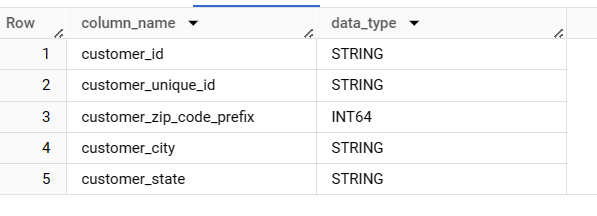 Row column_name data_type
1 customer_id STRING
2 customer_unique_id STRING
3 customer_zip_code_prefix INT64
4 customer_city STRING
5 customer_state STRING